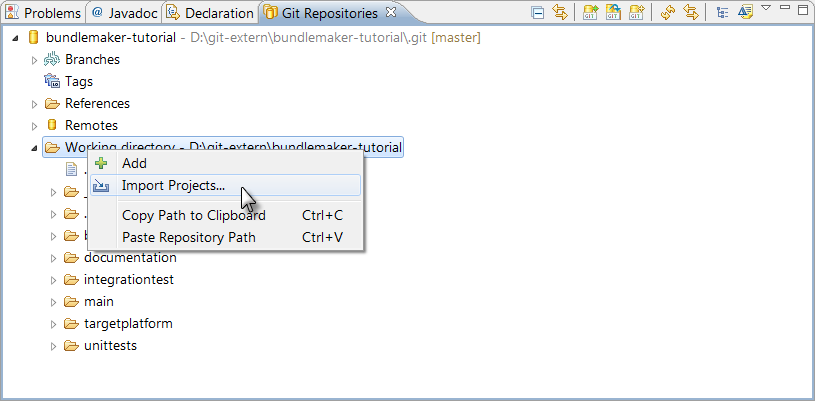 Problems @ Javadoc Declaration Git Repositories
bundlemaker-tutorial - D:\git-extern\bundlemaker-tutorial\.git [master]
Branches
Tags
References
Remotes
Working directory - D:\git-extern\bundlemaker-tutorial
Add
Import Projects...
Copy Path to Clipboard Ctrl+C
Paste Repository Path Ctrl+V
documentation
integrationtest
main
targetplatform
unittests